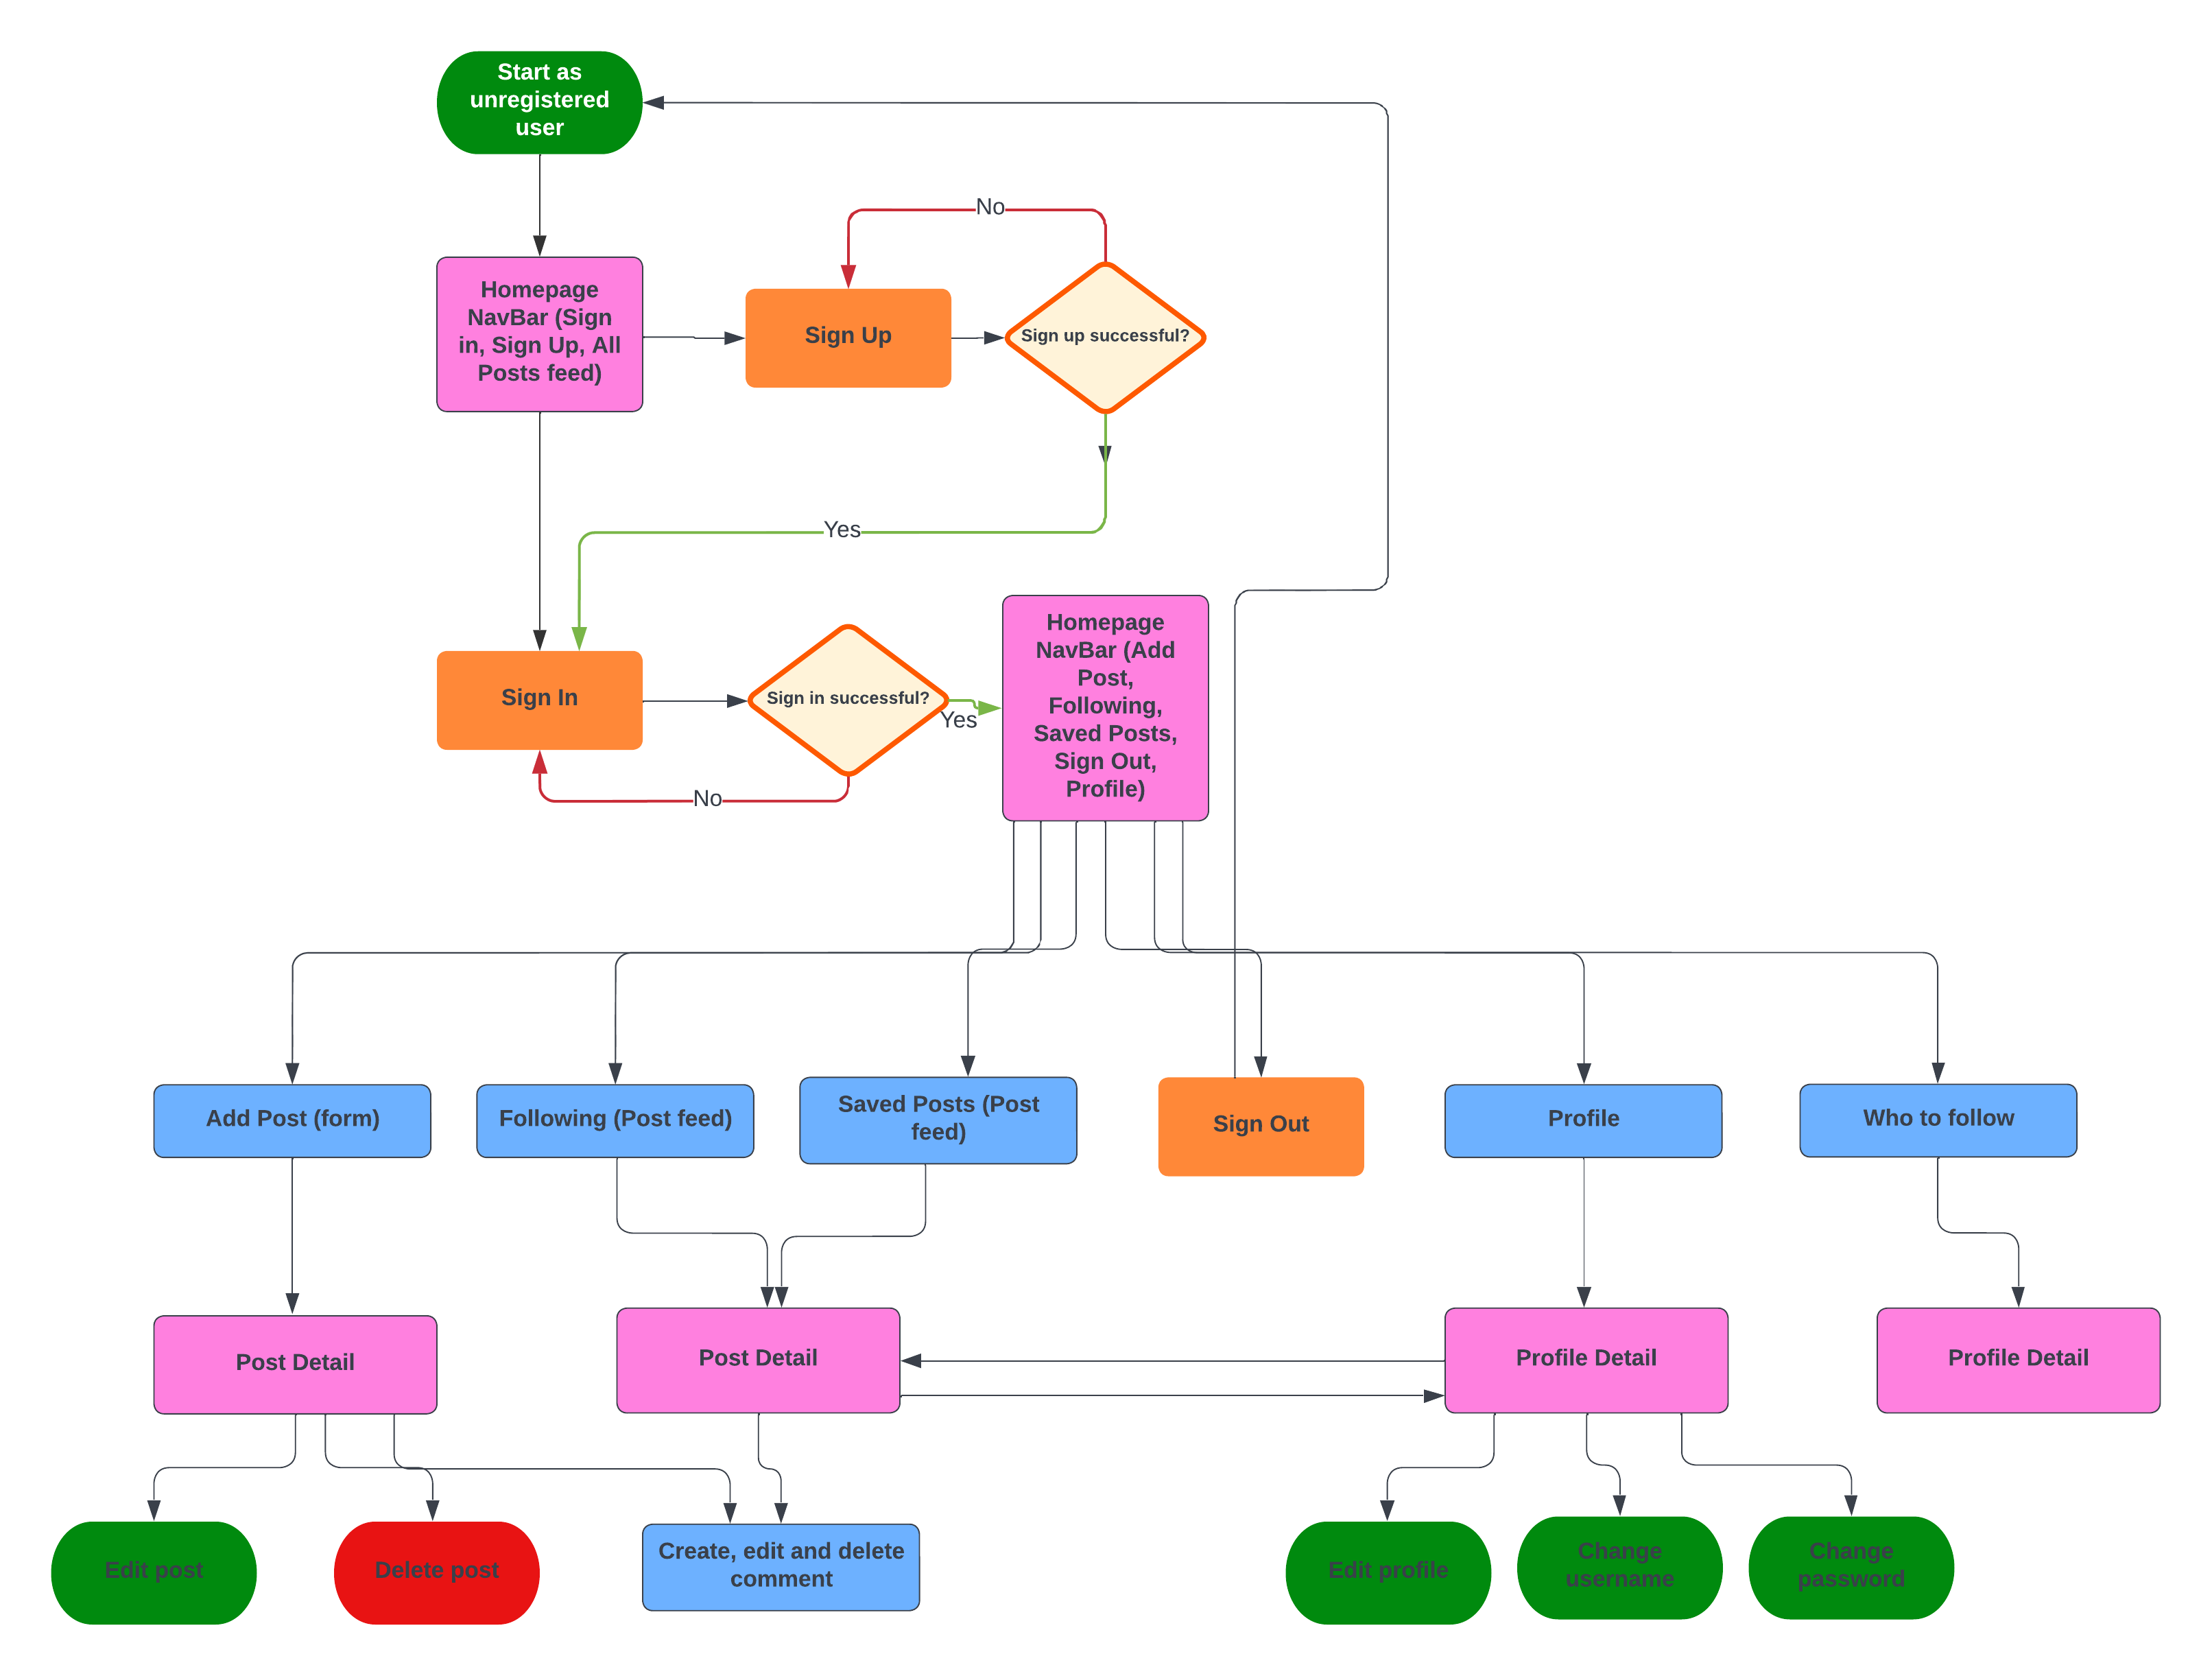 Start as
unregistered
user
No
Homepage
NavBar (Sign
in, Sign Up, All
Posts feed)
Sign Up
Sign up successful?
Yes
Homepage
NavBar (Add
Post,
Following,
Saved Posts,
Sign Out,
Profile)
Sign In
Sign in successful?
Yes
No
Add Post (form)
Following (Post feed)
Saved Posts (Post
feed)
Sign Out
Profile
Who to follow
Post Detail
Post Detail
Profile Detail
Profile Detail
Edit post
Delete post
Create, edit and delete
comment
Edit profile
Change
username
Change
password